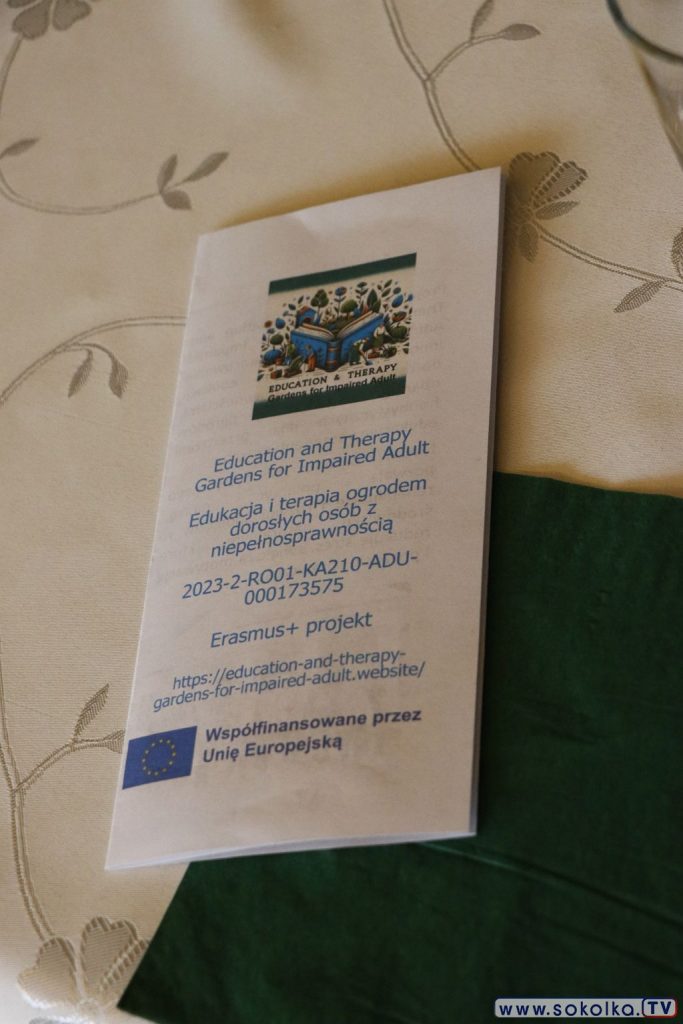 EDUCATION & THERAPY
Gardens for Impaired Adult
Education and Therapy
Gardens for Impaired Adult
Edukacja i terapia ogrodem
dorosłych osób z
niepełnosprawnością
2023-2-RO01-KA210-ADU-
000173575
Erasmus+ projekt
https://education-and-therapy-
gardens-for-impaired-adult.website/
Współfinansowane przez
Unię Europejską
www.sokolka.TV